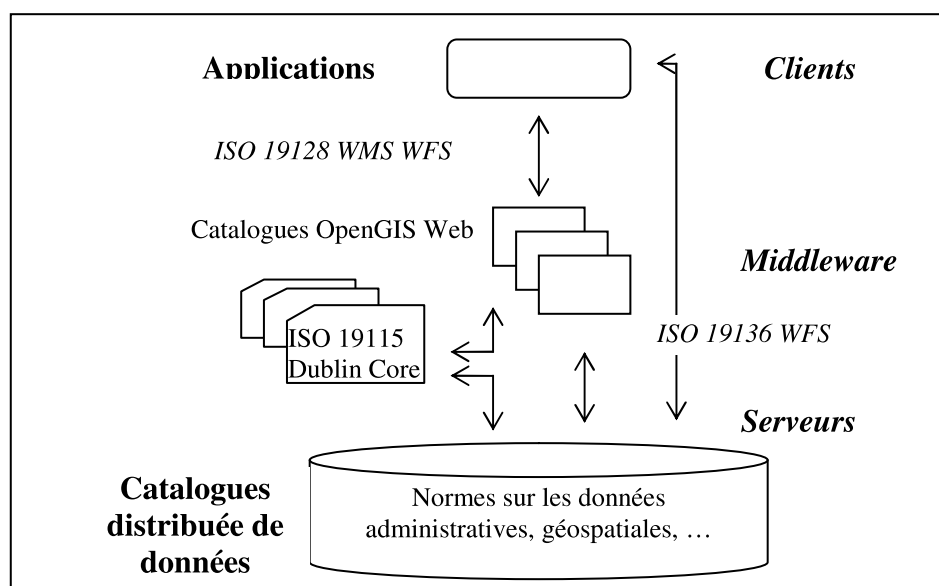 Applications
Clients
ISO 19128 WMS WFS
Catalogues OpenGIS Web
Middleware
ISO 19115
Dublin Core
ISO 19136 WFS
Serveurs
Catalogues
distribuée de
données
Normes sur les données
administratives, géospatiales, …